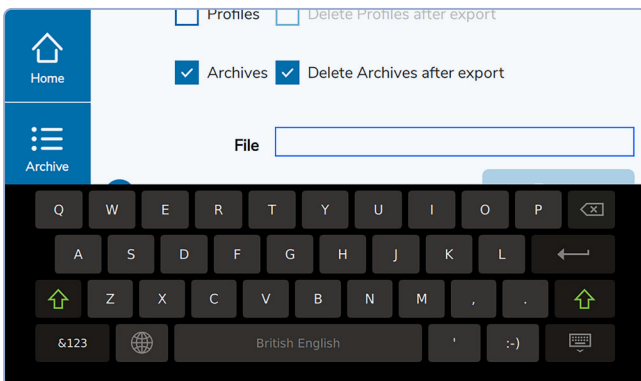 Profiles Delete Profiles after export
Home
Archives Delete Archives after export
File
Archive
Q W E R T Y U I O P
A S D F G H J K L
Z X C V B N M , .
&123 British English ' :-)